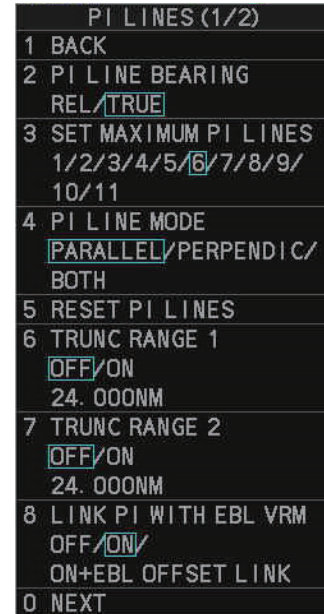 PI LINES (1/2)
1 BACK
2 PI LINE BEARING
REL/TRUE
3 SET MAXIMUM PI LINES
1/2/3/4/5/6/7/8/9/
10/11
4 PI LINE MODE
PARALLEL/PERPENDIC/
BOTH
5 RESET PI LINES
6 TRUNC RANGE 1
OFF/ON
24.000NM
7 TRUNC RANGE 2
OFF/ON
24.000NM
8 LINK PI WITH EBL VRM
OFF/ON/
ON+EBL OFFSET LINK
0 NEXT